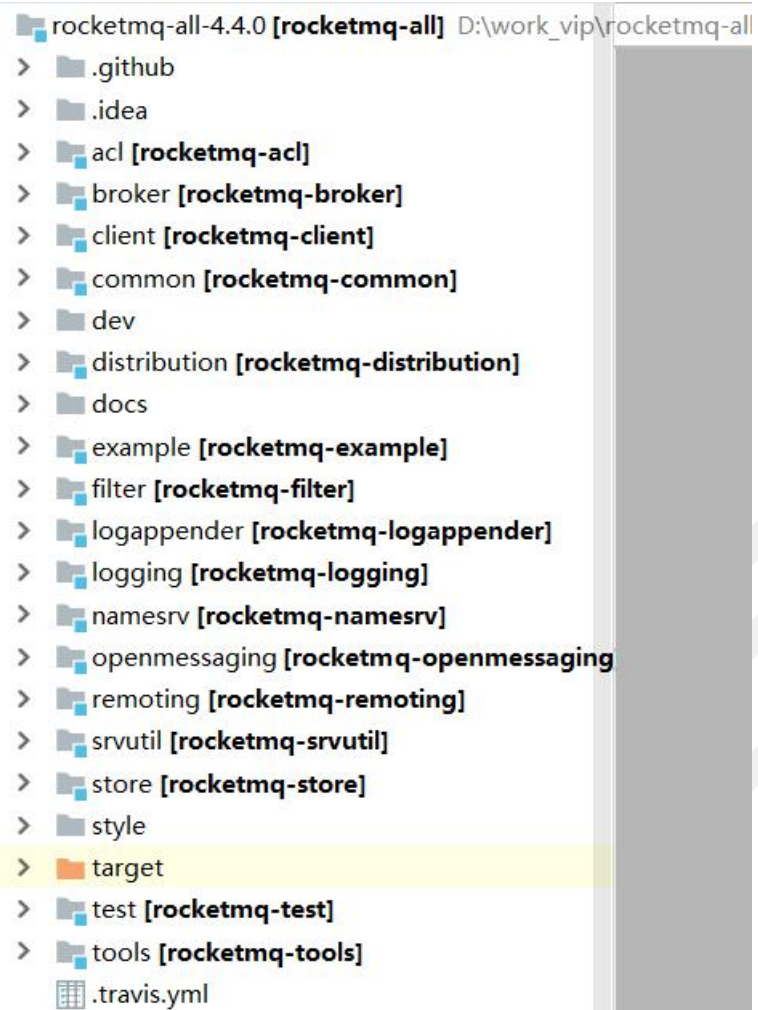 rocketmq-all-4.4.0 [rocketmq-all] D:\work_vip\rocketmq-all
.github
.idea
acl [rocketmq-acl]
broker [rocketmq-broker]
client [rocketmq-client]
common [rocketmq-common]
dev
distribution [rocketmq-distribution]
docs
example [rocketmq-example]
filter [rocketmq-filter]
logappender [rocketmq-logappender]
logging [rocketmq-logging]
namesrv [rocketmq-namesrv]
openmessaging [rocketmq-openmessaging
remoting [rocketmq-remoting]
srvutil [rocketmq-srvutil]
store [rocketmq-store]
style
target
test [rocketmq-test]
tools [rocketmq-tools]
.travis.yml